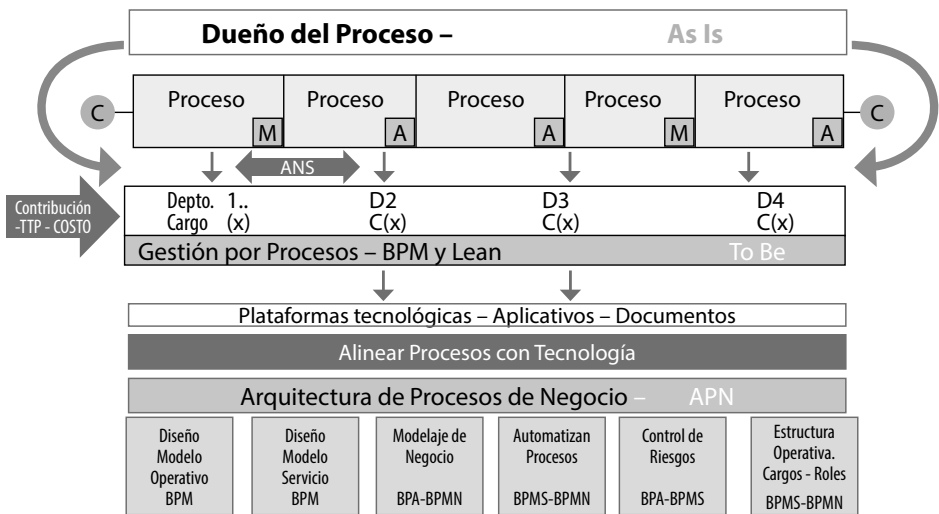 Dueño del Proceso – As Is
C
Proceso
M
Proceso
A
Proceso
A
Proceso
M
Proceso
A
C
ANS
Contribución
-TTP - COSTO
Depto. 1.. D2 D3 D4
Cargo (x) C(x) C(x) C(x)
Gestión por Procesos – BPM y Lean To Be
Plataformas tecnológicas – Aplicativos – Documentos
Alinear Procesos con Tecnología
Arquitectura de Procesos de Negocio – APN
Diseño
Modelo
Operativo
BPM
Diseño
Modelo
Servicio
BPM
Modelaje de
Negocio
BPA-BPMN
Automatizan
Procesos
BPMS-BPMN
Control de
Riesgos
BPA-BPMS
Estructura
Operativa.
Cargos - Roles
BPMS-BPMN